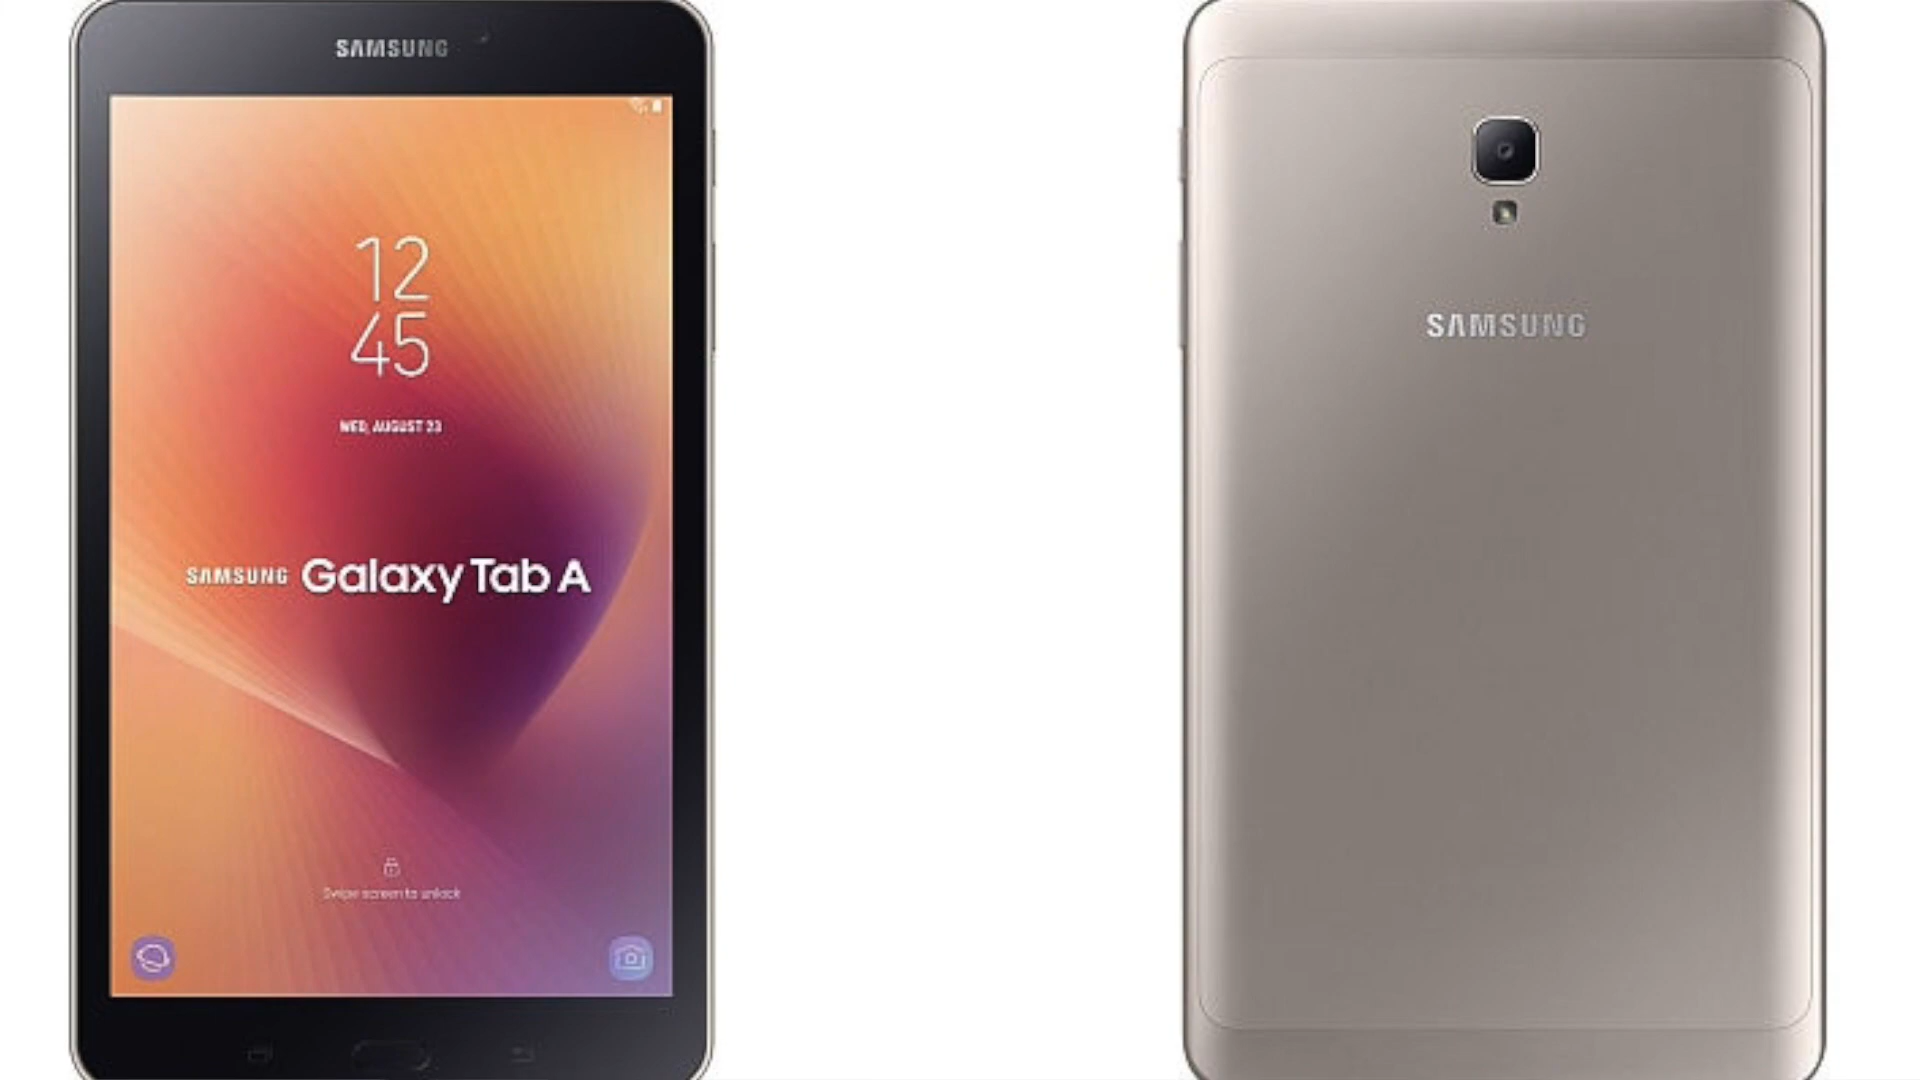 SAMSUNG
12
45
WED, AUGUST 23
SAMSUNG Galaxy Tab A
Swipe screen to unlock
SAMSUNG